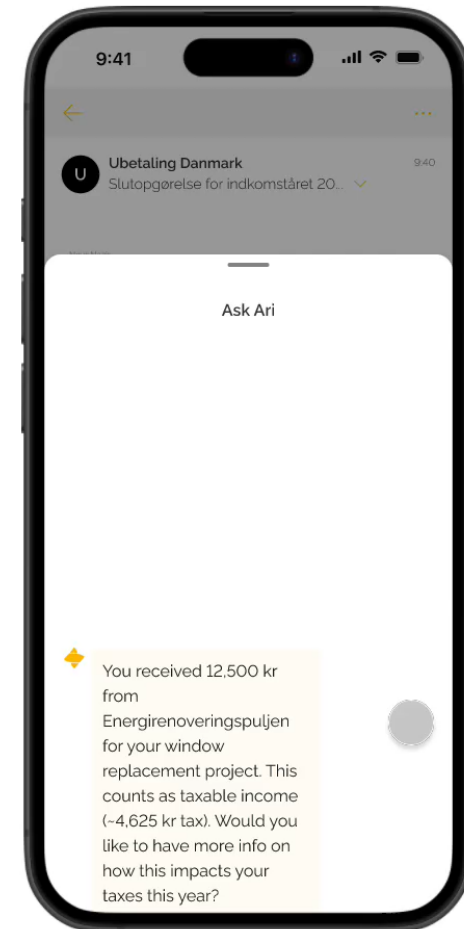 9:41
Ubetaling Danmark
9:40
Slutopgørelse for indkomståret 20...
U
Ask Ari
You received 12,500 kr
from
Energirenoveringspuljen
for your window
replacement project. This
counts as taxable income
(~4,625 kr tax). Would you
like to have more info on
how this impacts your
taxes this year?